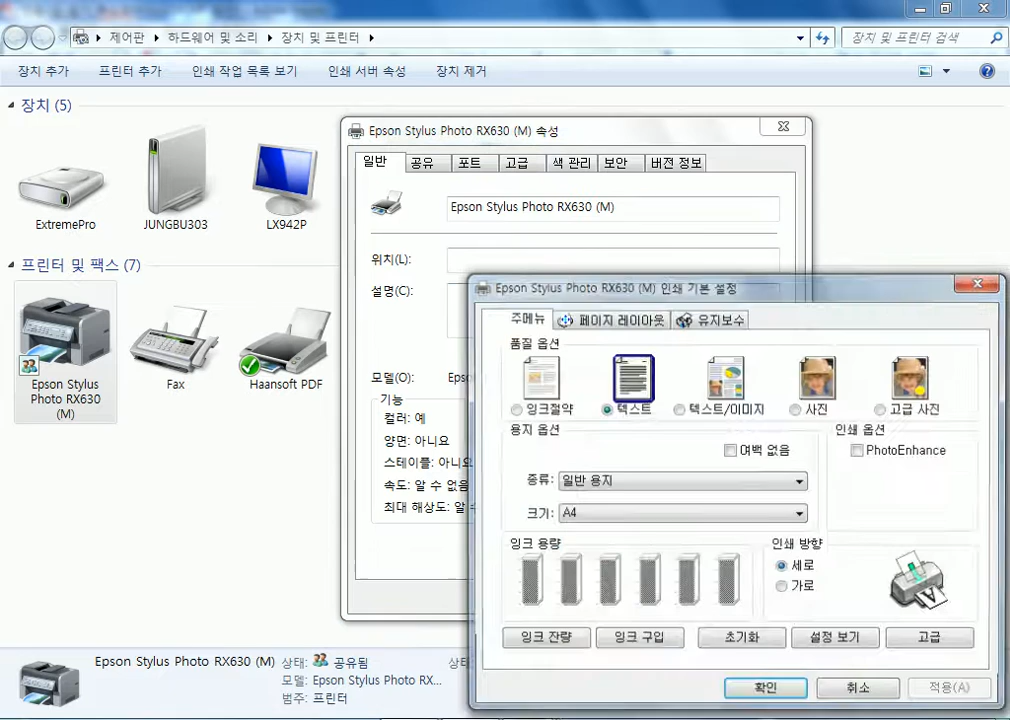 제어판 ▸ 하드웨어 및 소리 ▸ 장치 및 프린터 ▸
장치 및 프린터 검색
장치 추가 프린터 추가 인쇄 작업 목록 보기 인쇄 서버 속성 장치 제거
장치 (5)
ExtremePro
JUNGBU303
LX942P
프린터 및 팩스 (7)
Epson Stylus
Photo RX630
(M)
Fax
Haansoft PDF
Epson Stylus Photo RX630 (M) 속성
일반 공유 포트 고급 색 관리 보안 버전 정보
Epson Stylus Photo RX630 (M)
위치(L):
설명(C):
모델(O): Epso
기능
컬러: 예
양면: 아니요
스테이플: 아니요
속도: 알 수 없음
최대 해상도: 알 수
Epson Stylus Photo RX630 (M) 인쇄 기본 설정
주메뉴 페이지 레이아웃 유지보수
품질 옵션
잉크절약 텍스트 텍스트/이미지 사진 고급 사진
용지 옵션
여백 없음
종류: 일반 용지
크기: A4
인쇄 옵션
PhotoEnhance
잉크 용량
인쇄 방향
세로
가로
잉크 잔량 잉크 구입 초기화 설정 보기 고급
확인 취소 적용(A)
Epson Stylus Photo RX630 (M) 상태: 공유됨 상태
모델: Epson Stylus Photo RX...
범주: 프린터